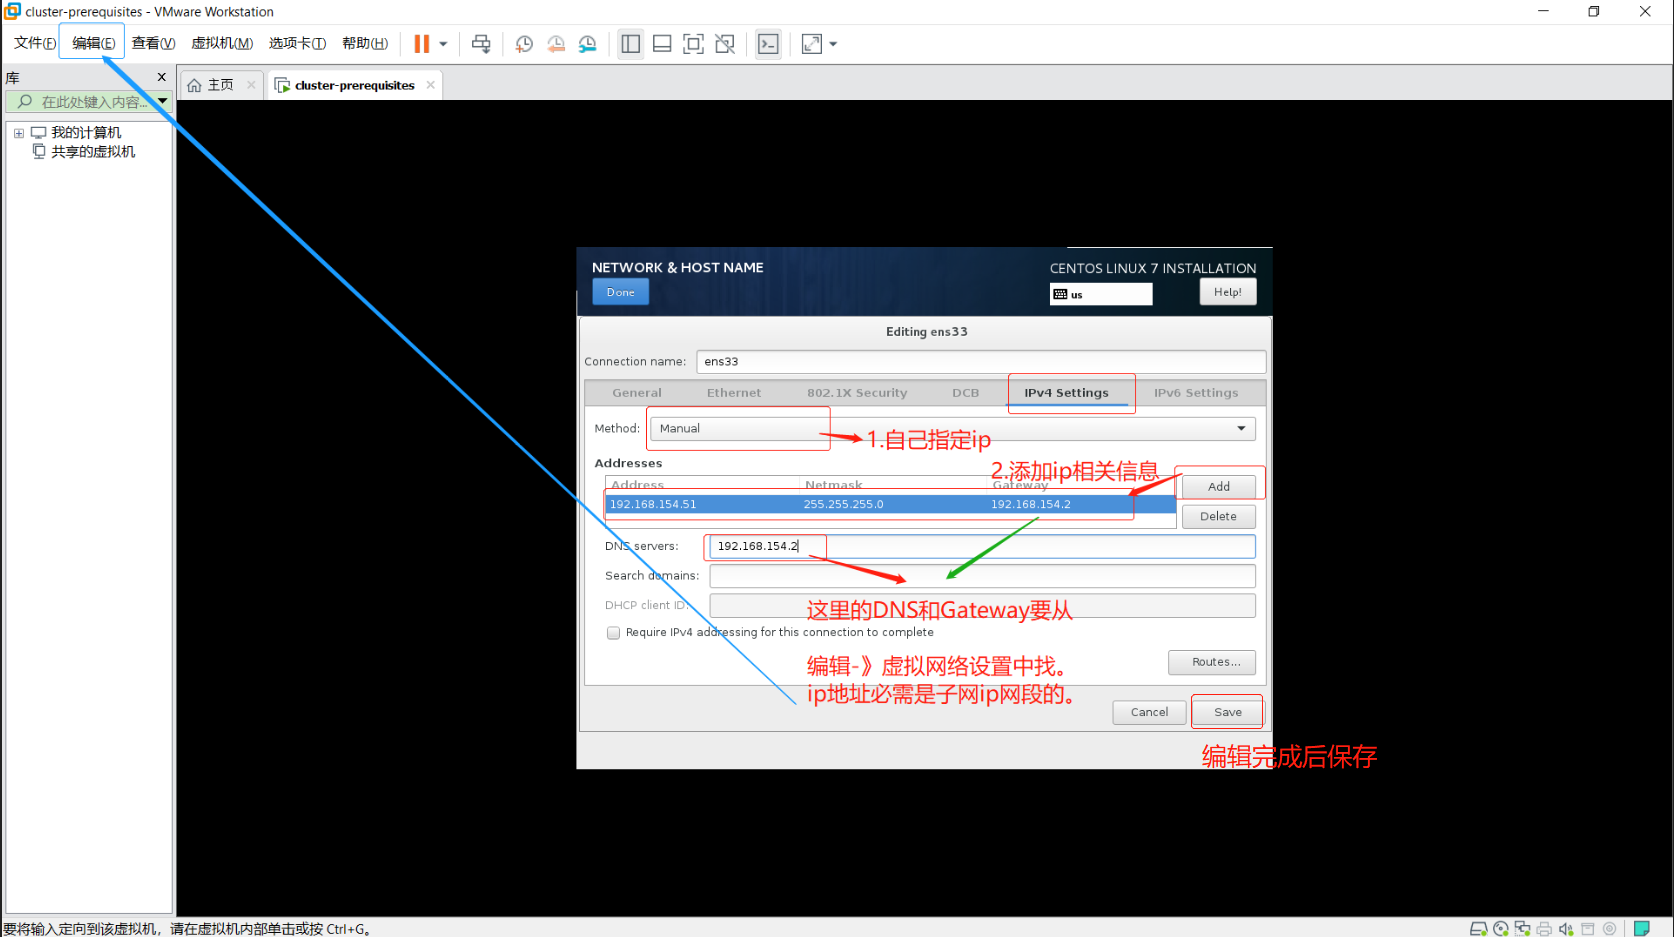 cluster-prerequisites - VMware Workstation
文件(F) 编辑(E) 查看(V) 虚拟机(M) 选项卡(T) 帮助(H)
库
主页
cluster-prerequisites
在此处键入内容...
我的计算机
共享的虚拟机
NETWORK & HOST NAME
CENTOS LINUX 7 INSTALLATION
Done
us
Help!
Editing ens33
Connection name: ens33
General Ethernet 802.1X Security DCB IPv4 Settings IPv6 Settings
Method: Manual
1.自己指定ip
Addresses
2.添加ip相关信息
Address Netmask Gateway
Add
192.168.154.51 255.255.255.0 192.168.154.2
Delete
DNS servers: 192.168.154.2
Search domains:
DHCP client ID:
这里的DNS和Gateway要从
Require IPv4 addressing for this connection to complete
编辑-》虚拟网络设置中找。
Routes...
ip地址必需是子网ip网段的。
Cancel
Save
编辑完成后保存
要将输入定向到该虚拟机，请在虚拟机内部单击或按 Ctrl+G。